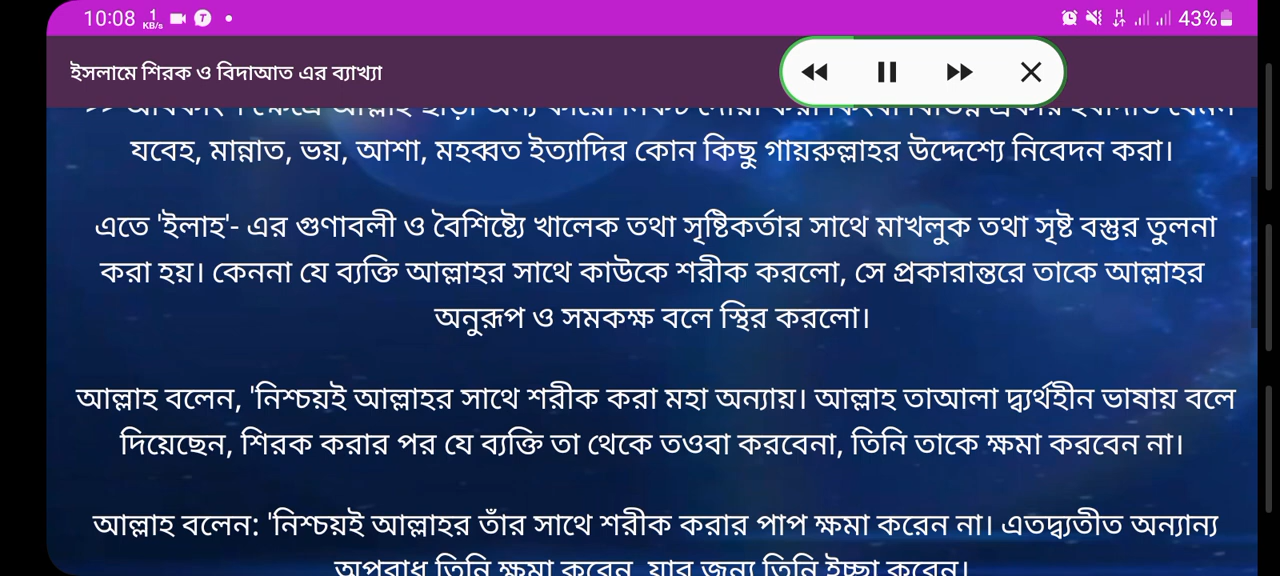 10:08 1 KB/s T
H 43%
ইসলামে শিরক ও বিদাআত এর ব্যাখ্যা
যবেহ, মান্নাত, ভয়, আশা, মহব্বত ইত্যাদির কোন কিছু গায়রুল্লাহর উদ্দেশ্যে নিবেদন করা।
এতে 'ইলাহ'- এর গুণাবলী ও বৈশিষ্ট্যে খালেক তথা সৃষ্টিকর্তার সাথে মাখলুক তথা সৃষ্ট বস্তুর তুলনা
করা হয়। কেননা যে ব্যক্তি আল্লাহর সাথে কাউকে শরীক করলো, সে প্রকারান্তরে তাকে আল্লাহর
অনুরূপ ও সমকক্ষ বলে স্থির করলো।
আল্লাহ বলেন, 'নিশ্চয়ই আল্লাহর সাথে শরীক করা মহা অন্যায়। আল্লাহ তাআলা দ্ব্যর্থহীন ভাষায় বলে
দিয়েছেন, শিরক করার পর যে ব্যক্তি তা থেকে তওবা করবেনা, তিনি তাকে ক্ষমা করবেন না।
আল্লাহ বলেন: 'নিশ্চয়ই আল্লাহর তাঁর সাথে শরীক করার পাপ ক্ষমা করেন না। এতদ্ব্যতীত অন্যান্য
অপরাধ তিনি ক্ষমা করেন, যার জন্য তিনি ইচ্ছা করেন।